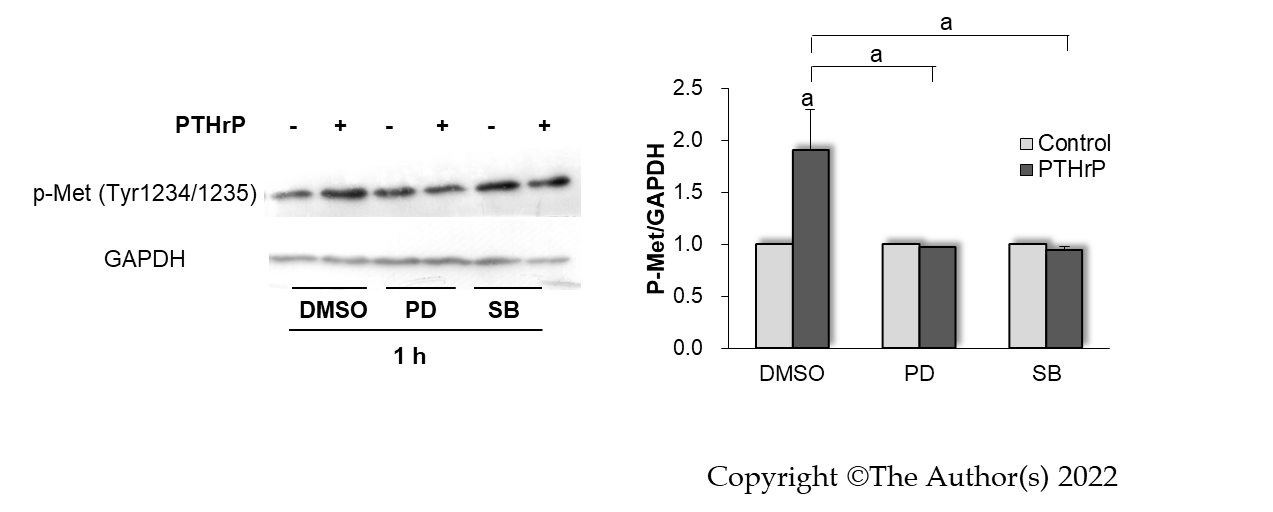 PTHrP - + - + - +
p-Met (Tyr1234/1235)
GAPDH
DMSO PD SB
1 h
a
a
a
P-Met/GAPDH
2.5
2.0
1.5
1.0
0.5
0.0
Control
PTHrP
DMSO PD SB
Copyright ©The Author(s) 2022